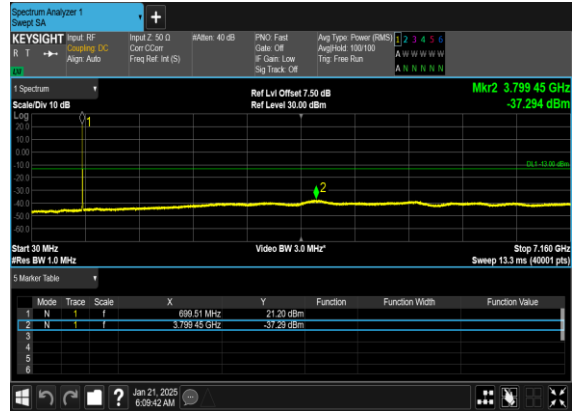 Spectrum Analyzer 1
Swept SA
+
KEYSIGHT
R T
Input: RF
Coupling: DC
Align: Auto
Input Z: 50 Ω
Corr CCorr
Freq Ref: Int (S)
#Atten: 40 dB
PNO: Fast
Gate: Off
IF Gain: Low
Sig Track: Off
Avg Type: Power (RMS)
Avg|Hold: 100/100
Trig: Free Run
1 2 3 4 5 6
A W W W W W
A N N N N N
1 Spectrum
Scale/Div 10 dB
Ref Lvl Offset 7.50 dB
Ref Level 30.00 dBm
Mkr2 3.799 45 GHz
-37.294 dBm
Log
20.0
10.0
0.00
-10.0
-20.0
-30.0
-40.0
-50.0
-60.0
1
2
DL1 -13.00 dBm
Start 30 MHz
#Res BW 1.0 MHz
Video BW 3.0 MHz*
Stop 7.160 GHz
Sweep 13.3 ms (40001 pts)
5 Marker Table
Mode Trace Scale X Y Function Function Width Function Value
1 N 1 f 699.51 MHz 21.20 dBm
2 N 1 f 3.799 45 GHz -37.29 dBm
3
4
5
6
?
Jan 21, 2025
6:09:42 AM